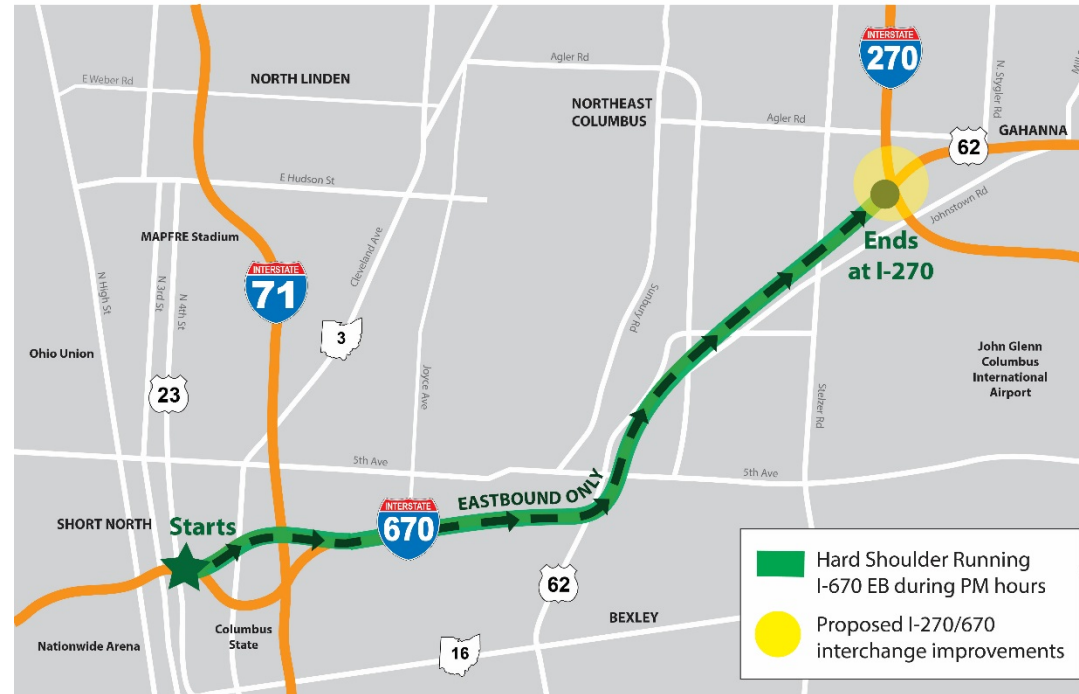 E Weber Rd
NORTH LINDEN
Agler Rd
INTERSTATE
270
N. Stygler Rd
NORTHEAST
COLUMBUS
Agler Rd
GAHANNA
62
E Hudson St
Johnstown Rd
MAPFRE Stadium
Cleveland Ave
Ends
at I-270
N High St
N 3rd St
N 4th St
INTERSTATE
71
Sunbury Rd
3
Ohio Union
23
Joyce Ave
Stelzer Rd
John Glenn
Columbus
International
Airport
5th Ave
5th Ave
EASTBOUND ONLY
SHORT NORTH
Starts
INTERSTATE
670
62
BEXLEY
Nationwide Arena
Columbus
State
16
Hard Shoulder Running
I-670 EB during PM hours
Proposed I-270/670
interchange improvements